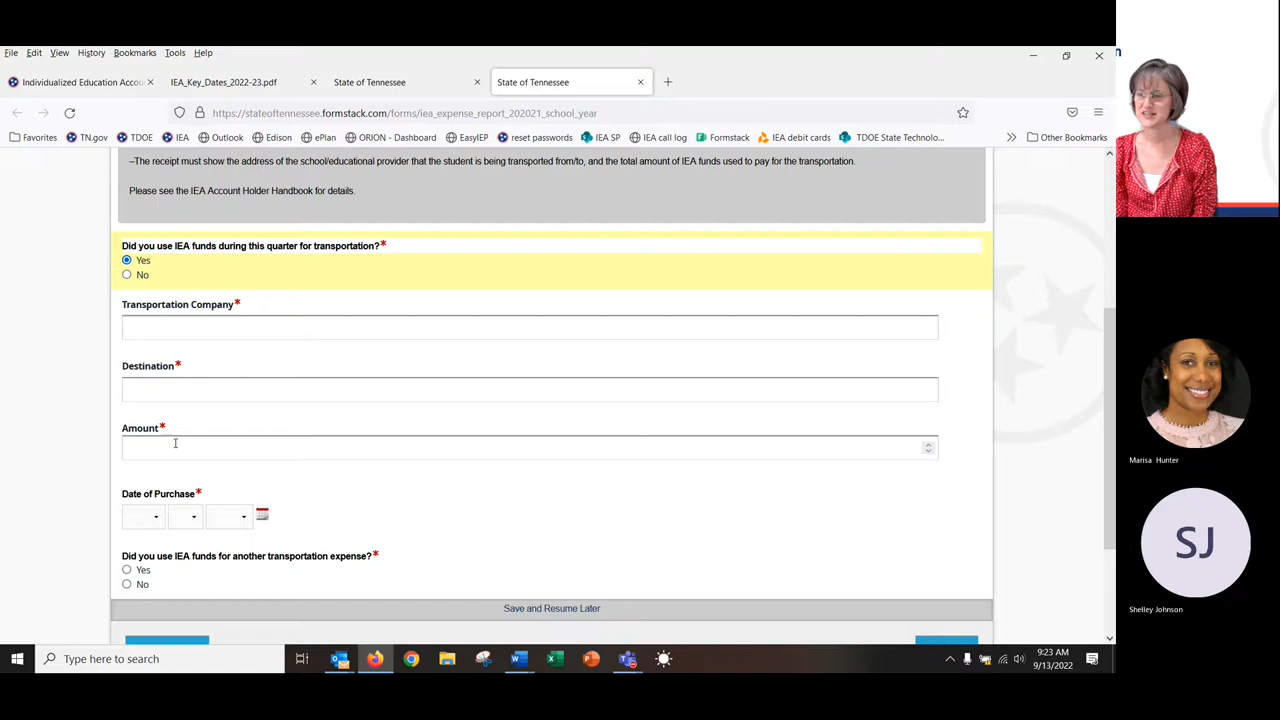 n
File Edit View History Bookmarks Tools Help
Individualized Education Accou
IEA_Key_Dates_2022-23.pdf
State of Tennessee
State of Tennessee
https://stateoftennessee.formstack.com/forms/iea_expense_report_202021_school_year
Favorites TN.gov TDOE IEA Outlook Edison ePlan ORION - Dashboard EasyIEP reset passwords IEA SP IEA call log Formstack IEA debit cards TDOE State Technolo... Other Bookmarks
–The receipt must show the address of the school/educational provider that the student is being transported from/to, and the total amount of IEA funds used to pay for the transportation.
Please see the IEA Account Holder Handbook for details.
Did you use IEA funds during this quarter for transportation?*
Yes
No
Transportation Company*
Destination*
Amount*
Date of Purchase*
Did you use IEA funds for another transportation expense?*
Yes
No
Save and Resume Later
Marisa Hunter
SJ
Shelley Johnson
Type here to search
9:23 AM
9/13/2022